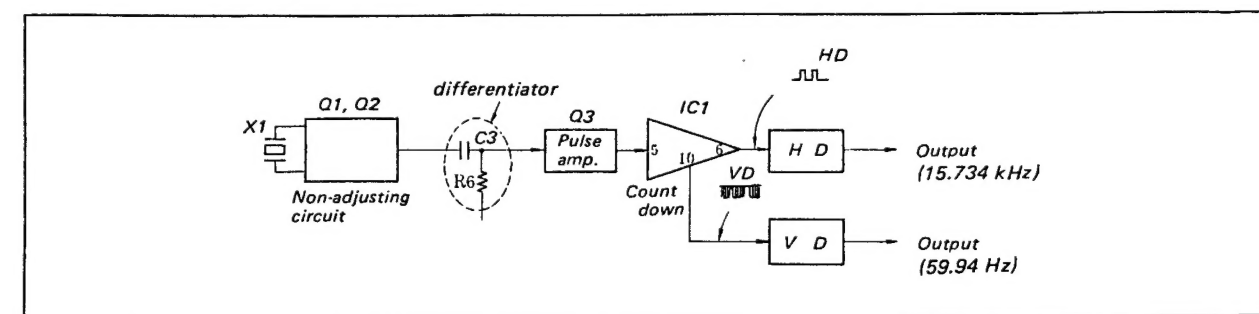 HD
differentiator
Q1, Q2
IC1
X1
Q3
C3
Pulse
amp.
5
10
6
H D
Output
(15.734 kHz)
R6
Non-adjusting
circuit
Count
down
VD
V D
Output
(59.94 Hz)